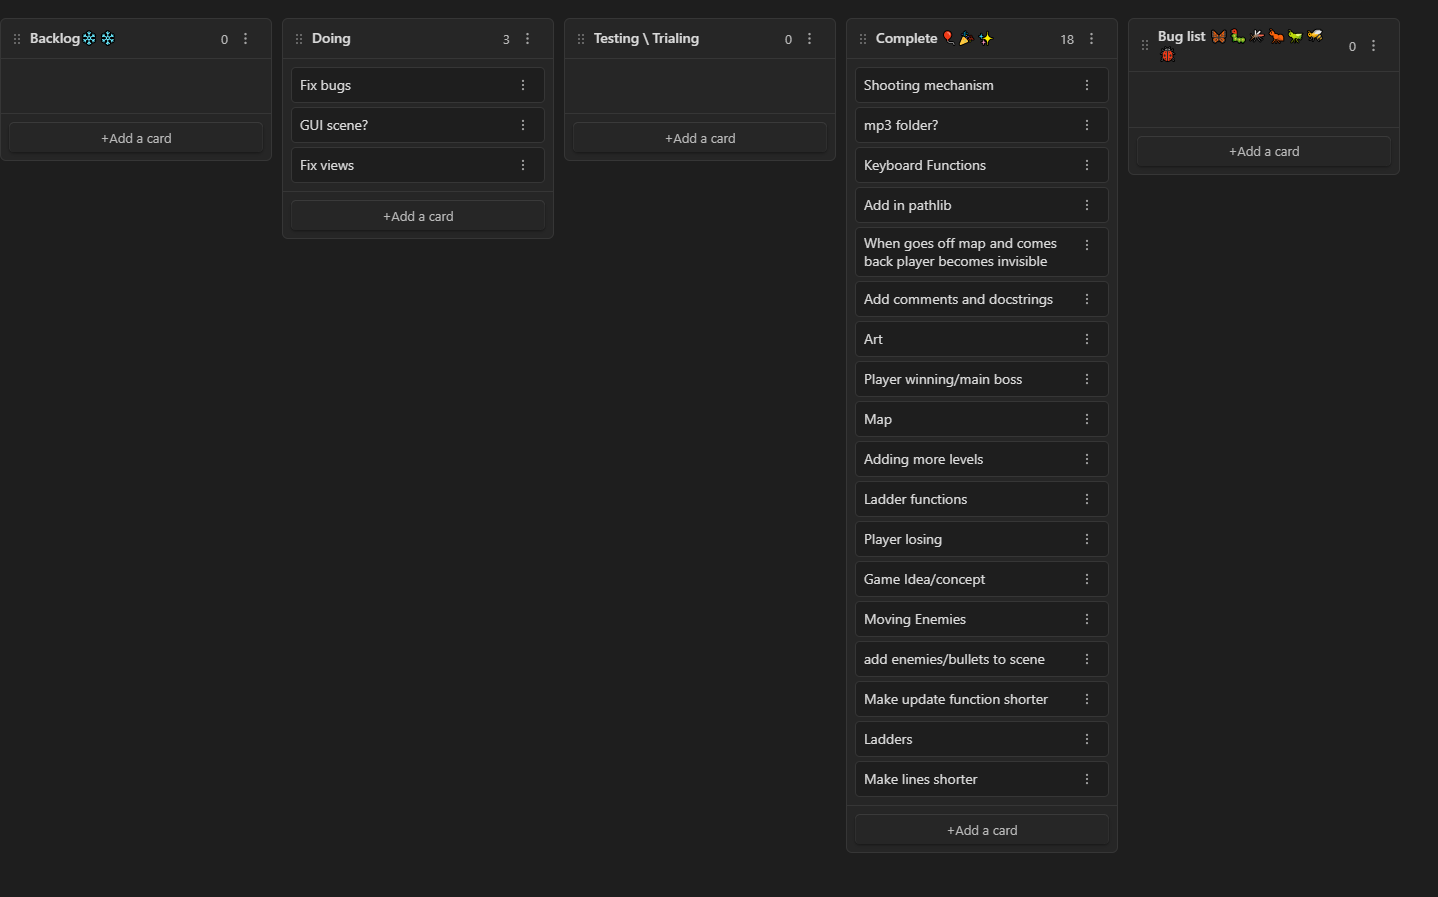 Backlog❄️❄️ 0
+Add a card
Doing 3
Fix bugs
GUI scene?
Fix views
+Add a card
Testing \ Trialing 0
+Add a card
Complete 🎈🎉✨ 18
Shooting mechanism
mp3 folder?
Keyboard Functions
Add in pathlib
When goes off map and comes
back player becomes invisible
Add comments and docstrings
Art
Player winning/main boss
Map
Adding more levels
Ladder functions
Player losing
Game Idea/concept
Moving Enemies
add enemies/bullets to scene
Make update function shorter
Ladders
Make lines shorter
+Add a card
Bug list 🦋🐛🦟🐜🦗🐝
🐞 0
+Add a card